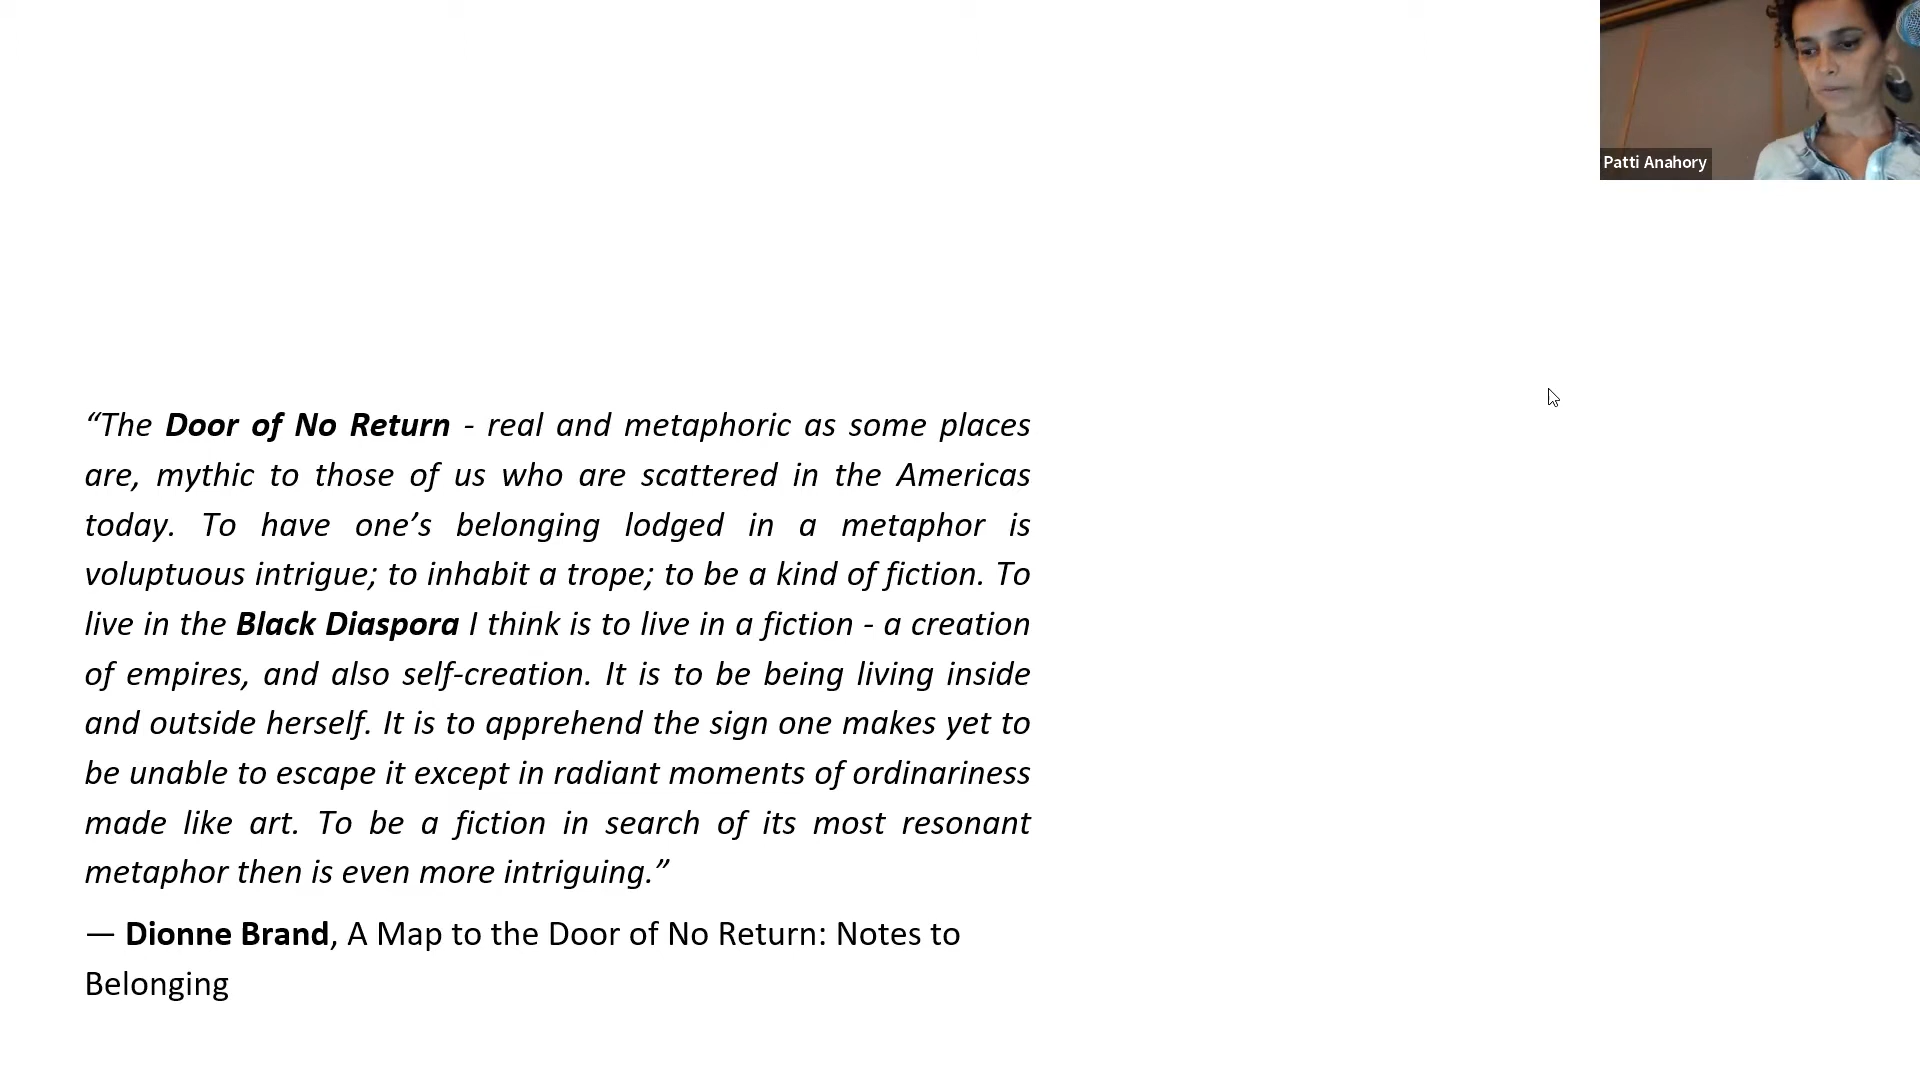 Patti Anahory
“The Door of No Return - real and metaphoric as some places
are, mythic to those of us who are scattered in the Americas
today. To have one’s belonging lodged in a metaphor is
voluptuous intrigue; to inhabit a trope; to be a kind of fiction. To
live in the Black Diaspora I think is to live in a fiction - a creation
of empires, and also self-creation. It is to be being living inside
and outside herself. It is to apprehend the sign one makes yet to
be unable to escape it except in radiant moments of ordinariness
made like art. To be a fiction in search of its most resonant
metaphor then is even more intriguing.”
— Dionne Brand, A Map to the Door of No Return: Notes to
Belonging